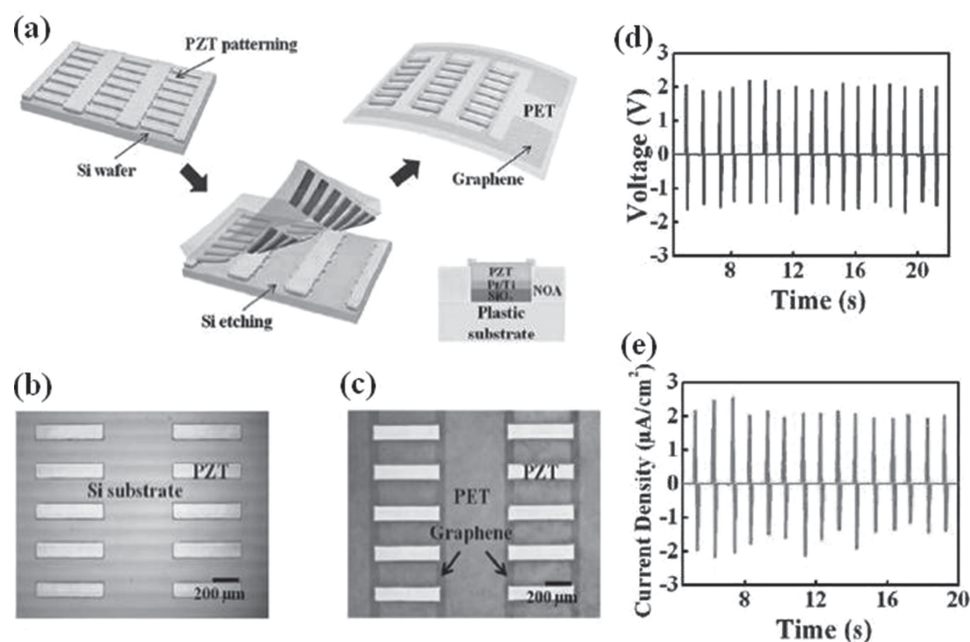 (a)
PZT patterning
Si wafer
PET
Graphene
Si etching
PZT
Pt/Ti
SiO₂
NOA
Plastic
substrate
(b)
PZT
Si substrate
200 μm
(c)
PZT
PET
Graphene
200 μm
(d)
Voltage (V)
3
2
1
0
-1
-2
-3
8
12
16
20
Time (s)
(e)
Current Density (μA/cm²)
3
2
1
0
-1
-2
-3
4
8
12
16
20
Time (s)